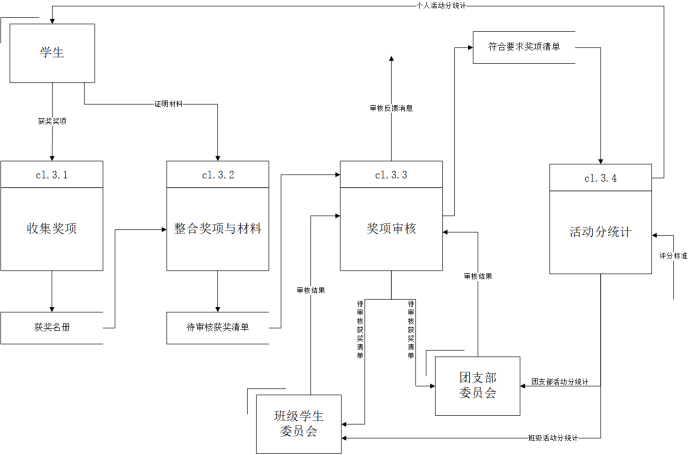 个人活动分统计
学生
符合要求奖项清单
证明材料
审核反馈消息
获奖奖项
cl.3.1
cl.3.2
cl.3.3
cl.3.4
收集奖项
整合奖项与材料
奖项审核
活动分统计
评分标准
审核结果
审核结果
获奖名册
待审核获奖清单
待审核获奖清单
待审核获奖清单
团支部
委员会
团支部活动分统计
班级学生
委员会
班级活动分统计